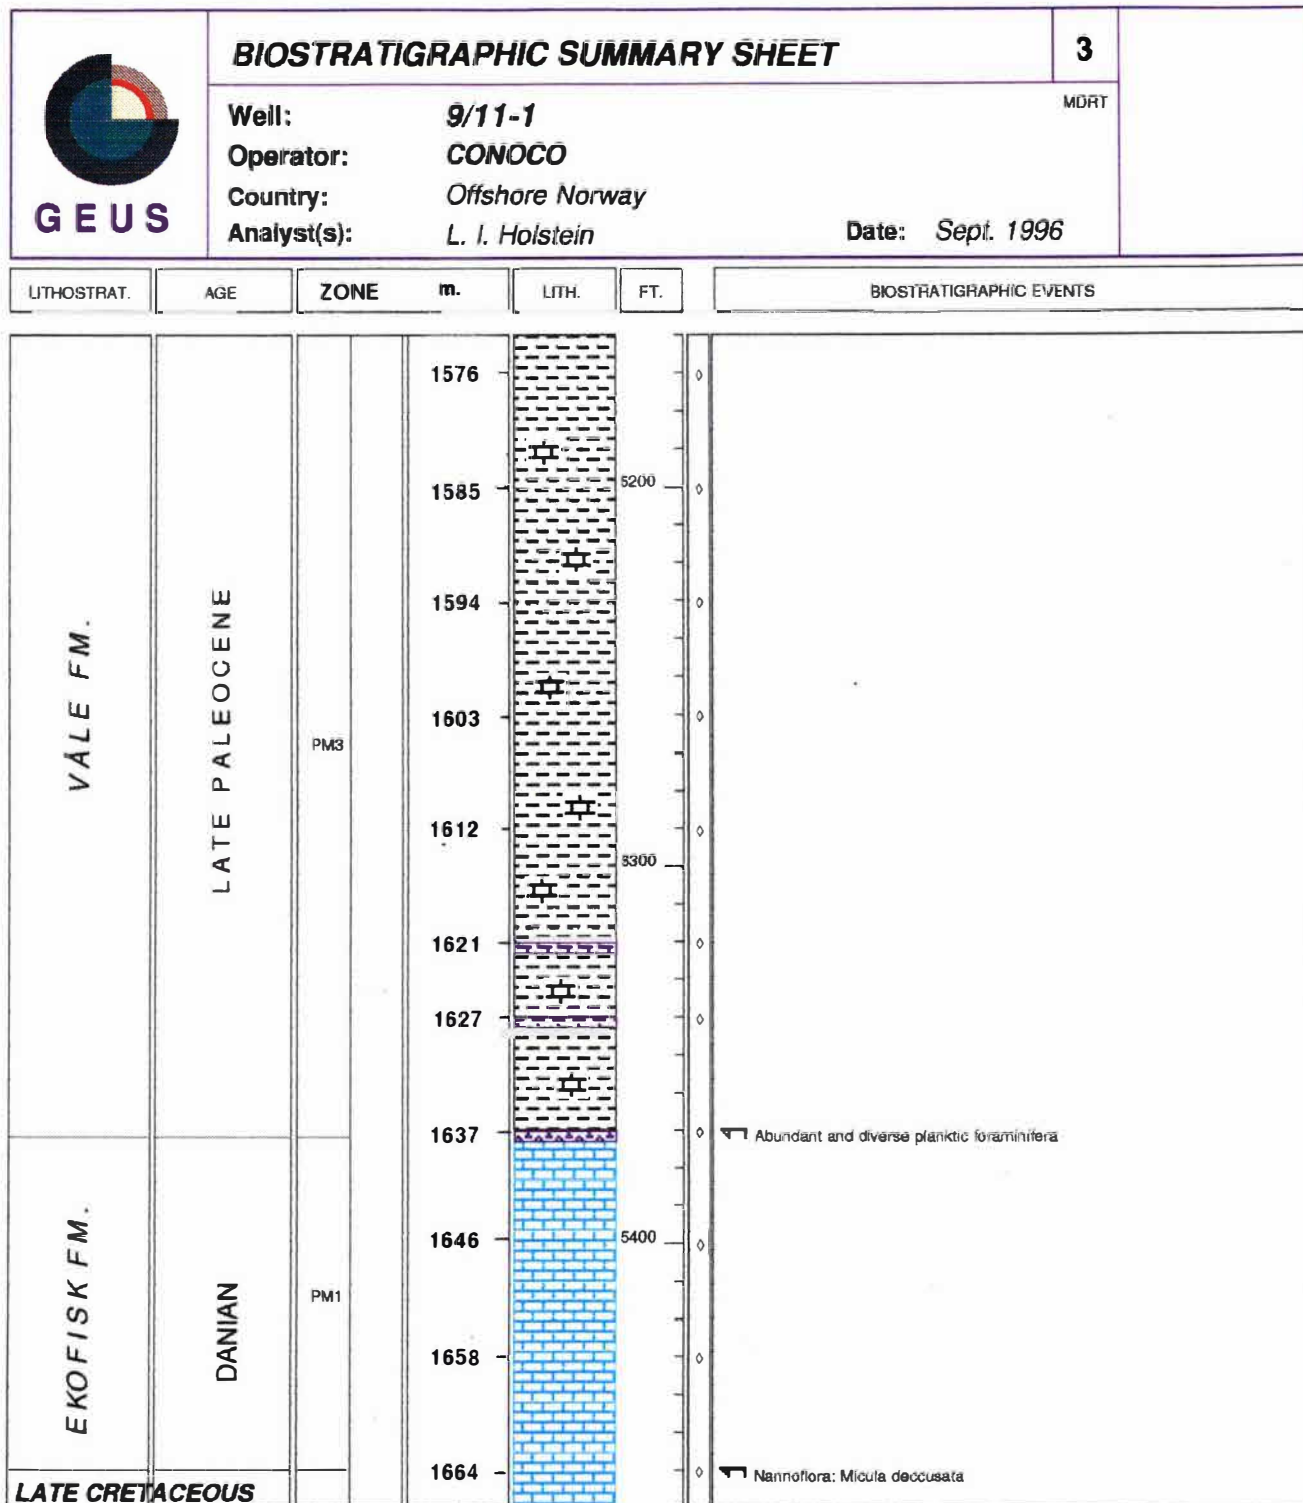 BIOSTRATIGRAPHIC SUMMARY SHEET
3
GEUS
Well: 9/11-1
MDRT
Operator: CONOCO
Country: Offshore Norway
Analyst(s): L. I. Holstein
Date: Sept. 1996
LITHOSTRAT.
AGE
ZONE
m.
LITH.
FT.
BIOSTRATIGRAPHIC EVENTS
VÅLE FM.
LATE PALEOCENE
PM3
1576
1585
5200
1594
1603
1612
5300
1621
1627
1637
Abundant and diverse planktic foraminifera
EKOFISK FM.
DANIAN
PM1
1646
5400
1658
1664
Nannoflora: Micula deccusata
LATE CRETACEOUS